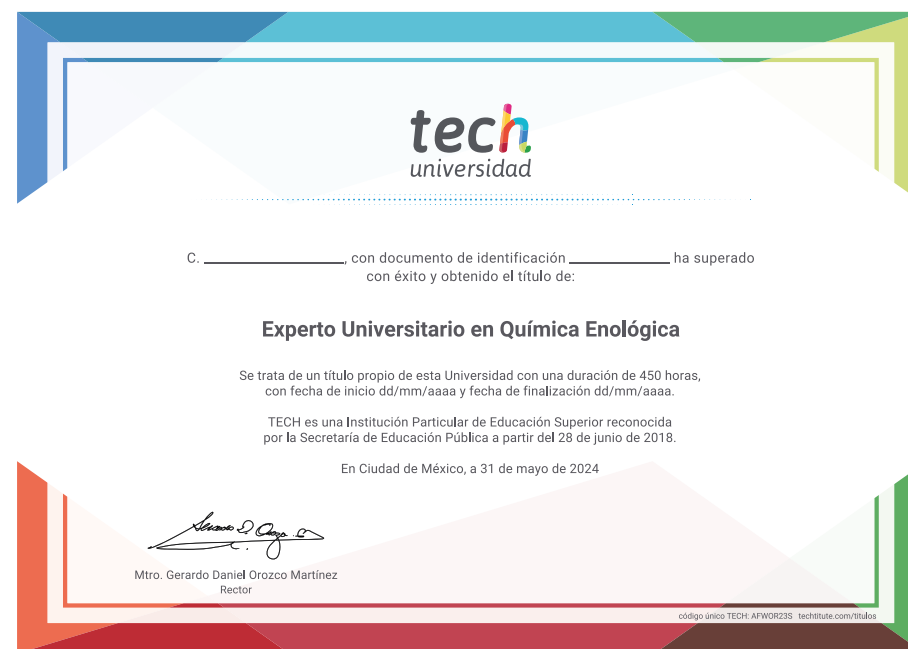 tech
universidad
C. ____________________, con documento de identificación ______________ ha superado
con éxito y obtenido el título de:
Experto Universitario en Química Enológica
Se trata de un título propio de esta Universidad con una duración de 450 horas,
con fecha de inicio dd/mm/aaaa y fecha de finalización dd/mm/aaaa.
TECH es una Institución Particular de Educación Superior reconocida
por la Secretaría de Educación Pública a partir del 28 de junio de 2018.
En Ciudad de México, a 31 de mayo de 2024
Mtro. Gerardo Daniel Orozco Martínez
Rector
código único TECH: AFWOR23S techtitute.com/titulos